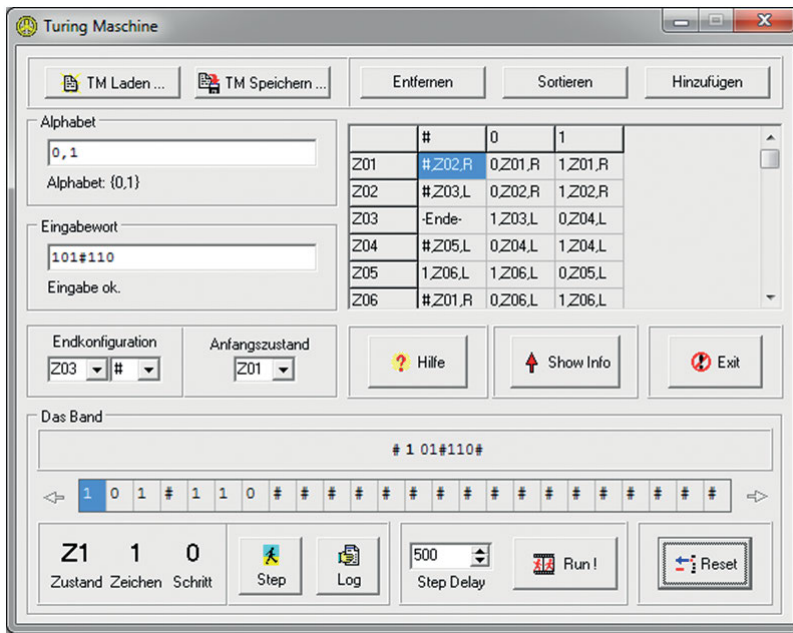 Turing Maschine
TM Laden ... TM Speichern ... Entfernen Sortieren Hinzufügen
Alphabet
0,1
Alphabet: {0,1}
Eingabewort
101#110
Eingabe ok.
# 0 1
Z01 #,Z02,R 0,Z01,R 1,Z01,R
Z02 #,Z03,L 0,Z02,R 1,Z02,R
Z03 -Ende- 1,Z03,L 0,Z04,L
Z04 #,Z05,L 0,Z04,L 1,Z04,L
Z05 1,Z06,L 1,Z06,L 0,Z05,L
Z06 #,Z01,R 0,Z06,L 1,Z06,L
Endkonfiguration Anfangszustand
Z03 # Z01
Hilfe Show Info Exit
Das Band
# 1 01#110#
1 0 1 # 1 1 0 # # # # # # # # # # # # # # # # #
Z1 1 0
Zustand Zeichen Schritt
Step Log
500
Step Delay
Run !
Reset